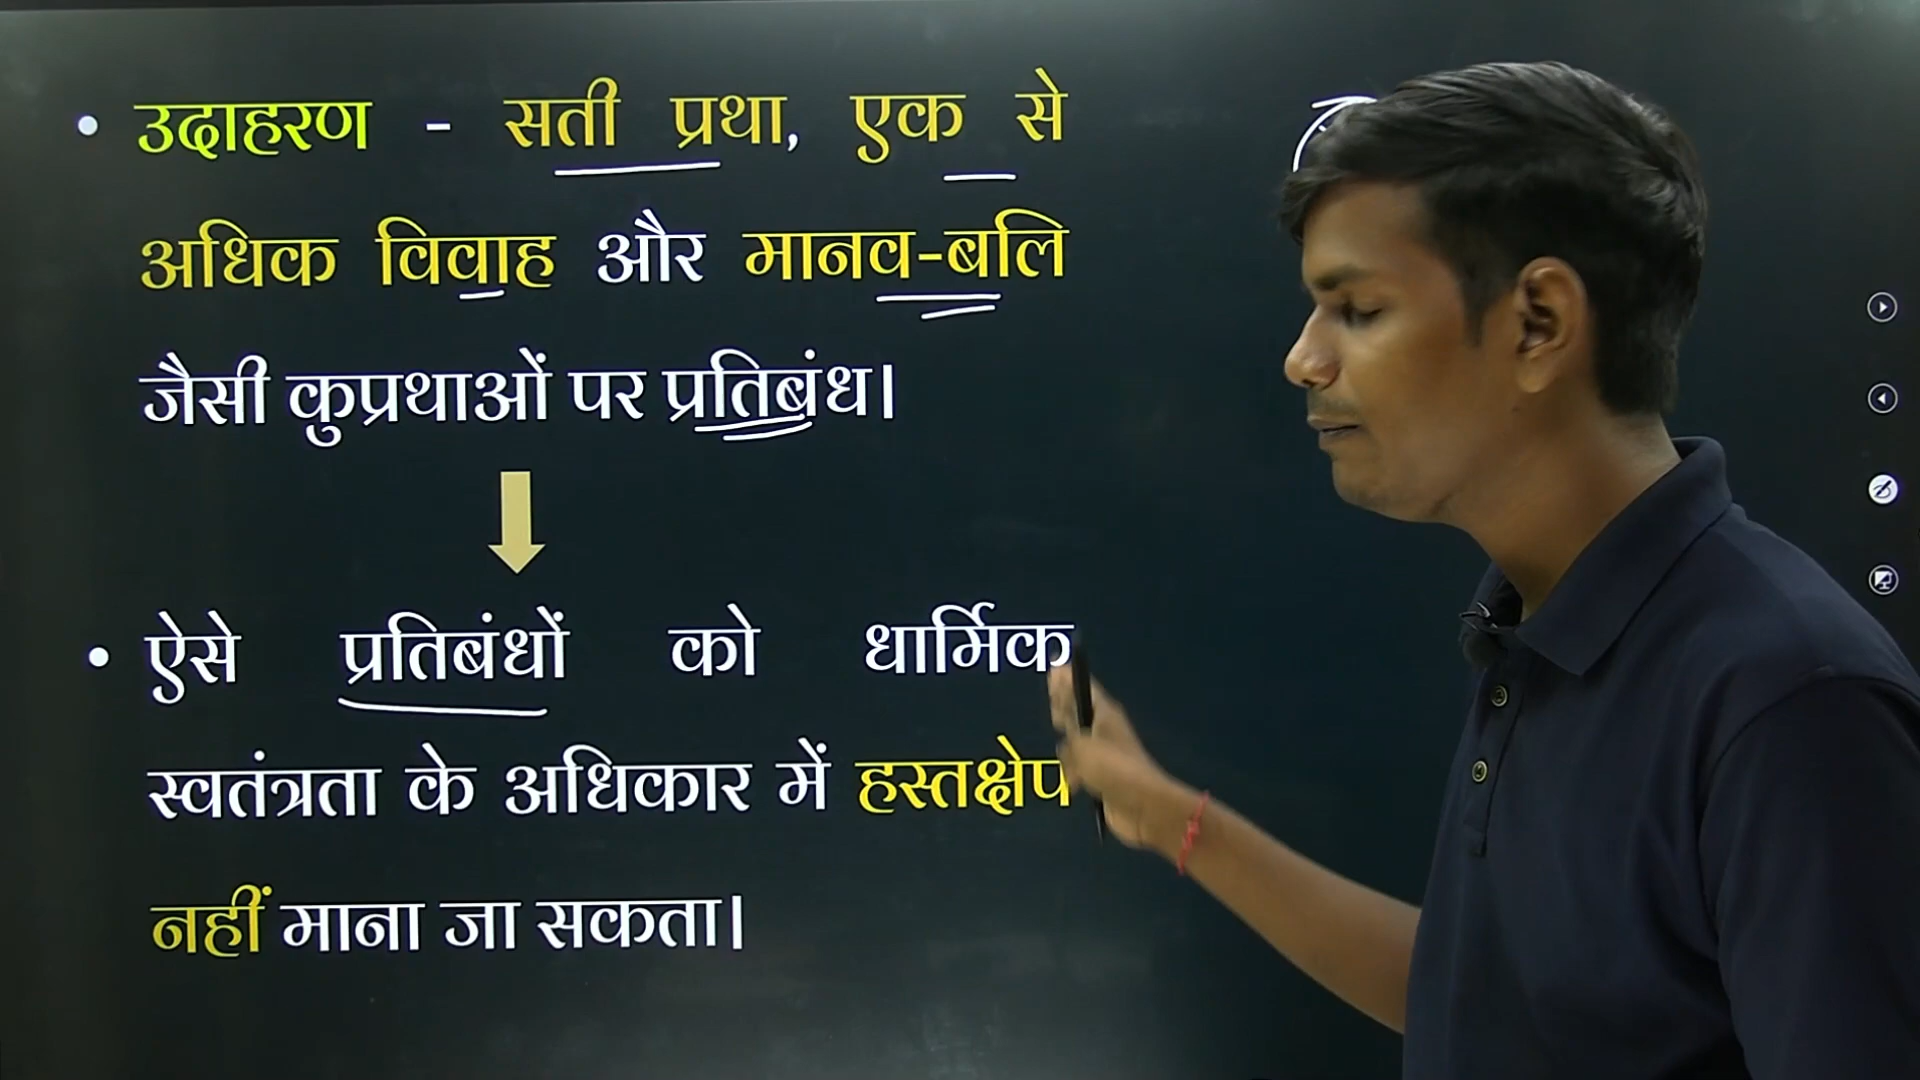 • उदाहरण - सती प्रथा, एक से
अधिक विवाह और मानव-बलि
जैसी कुप्रथाओं पर प्रतिबंध।
• ऐसे प्रतिबंधों को धार्मिक
स्वतंत्रता के अधिकार में हस्तक्षेप
नहीं माना जा सकता।